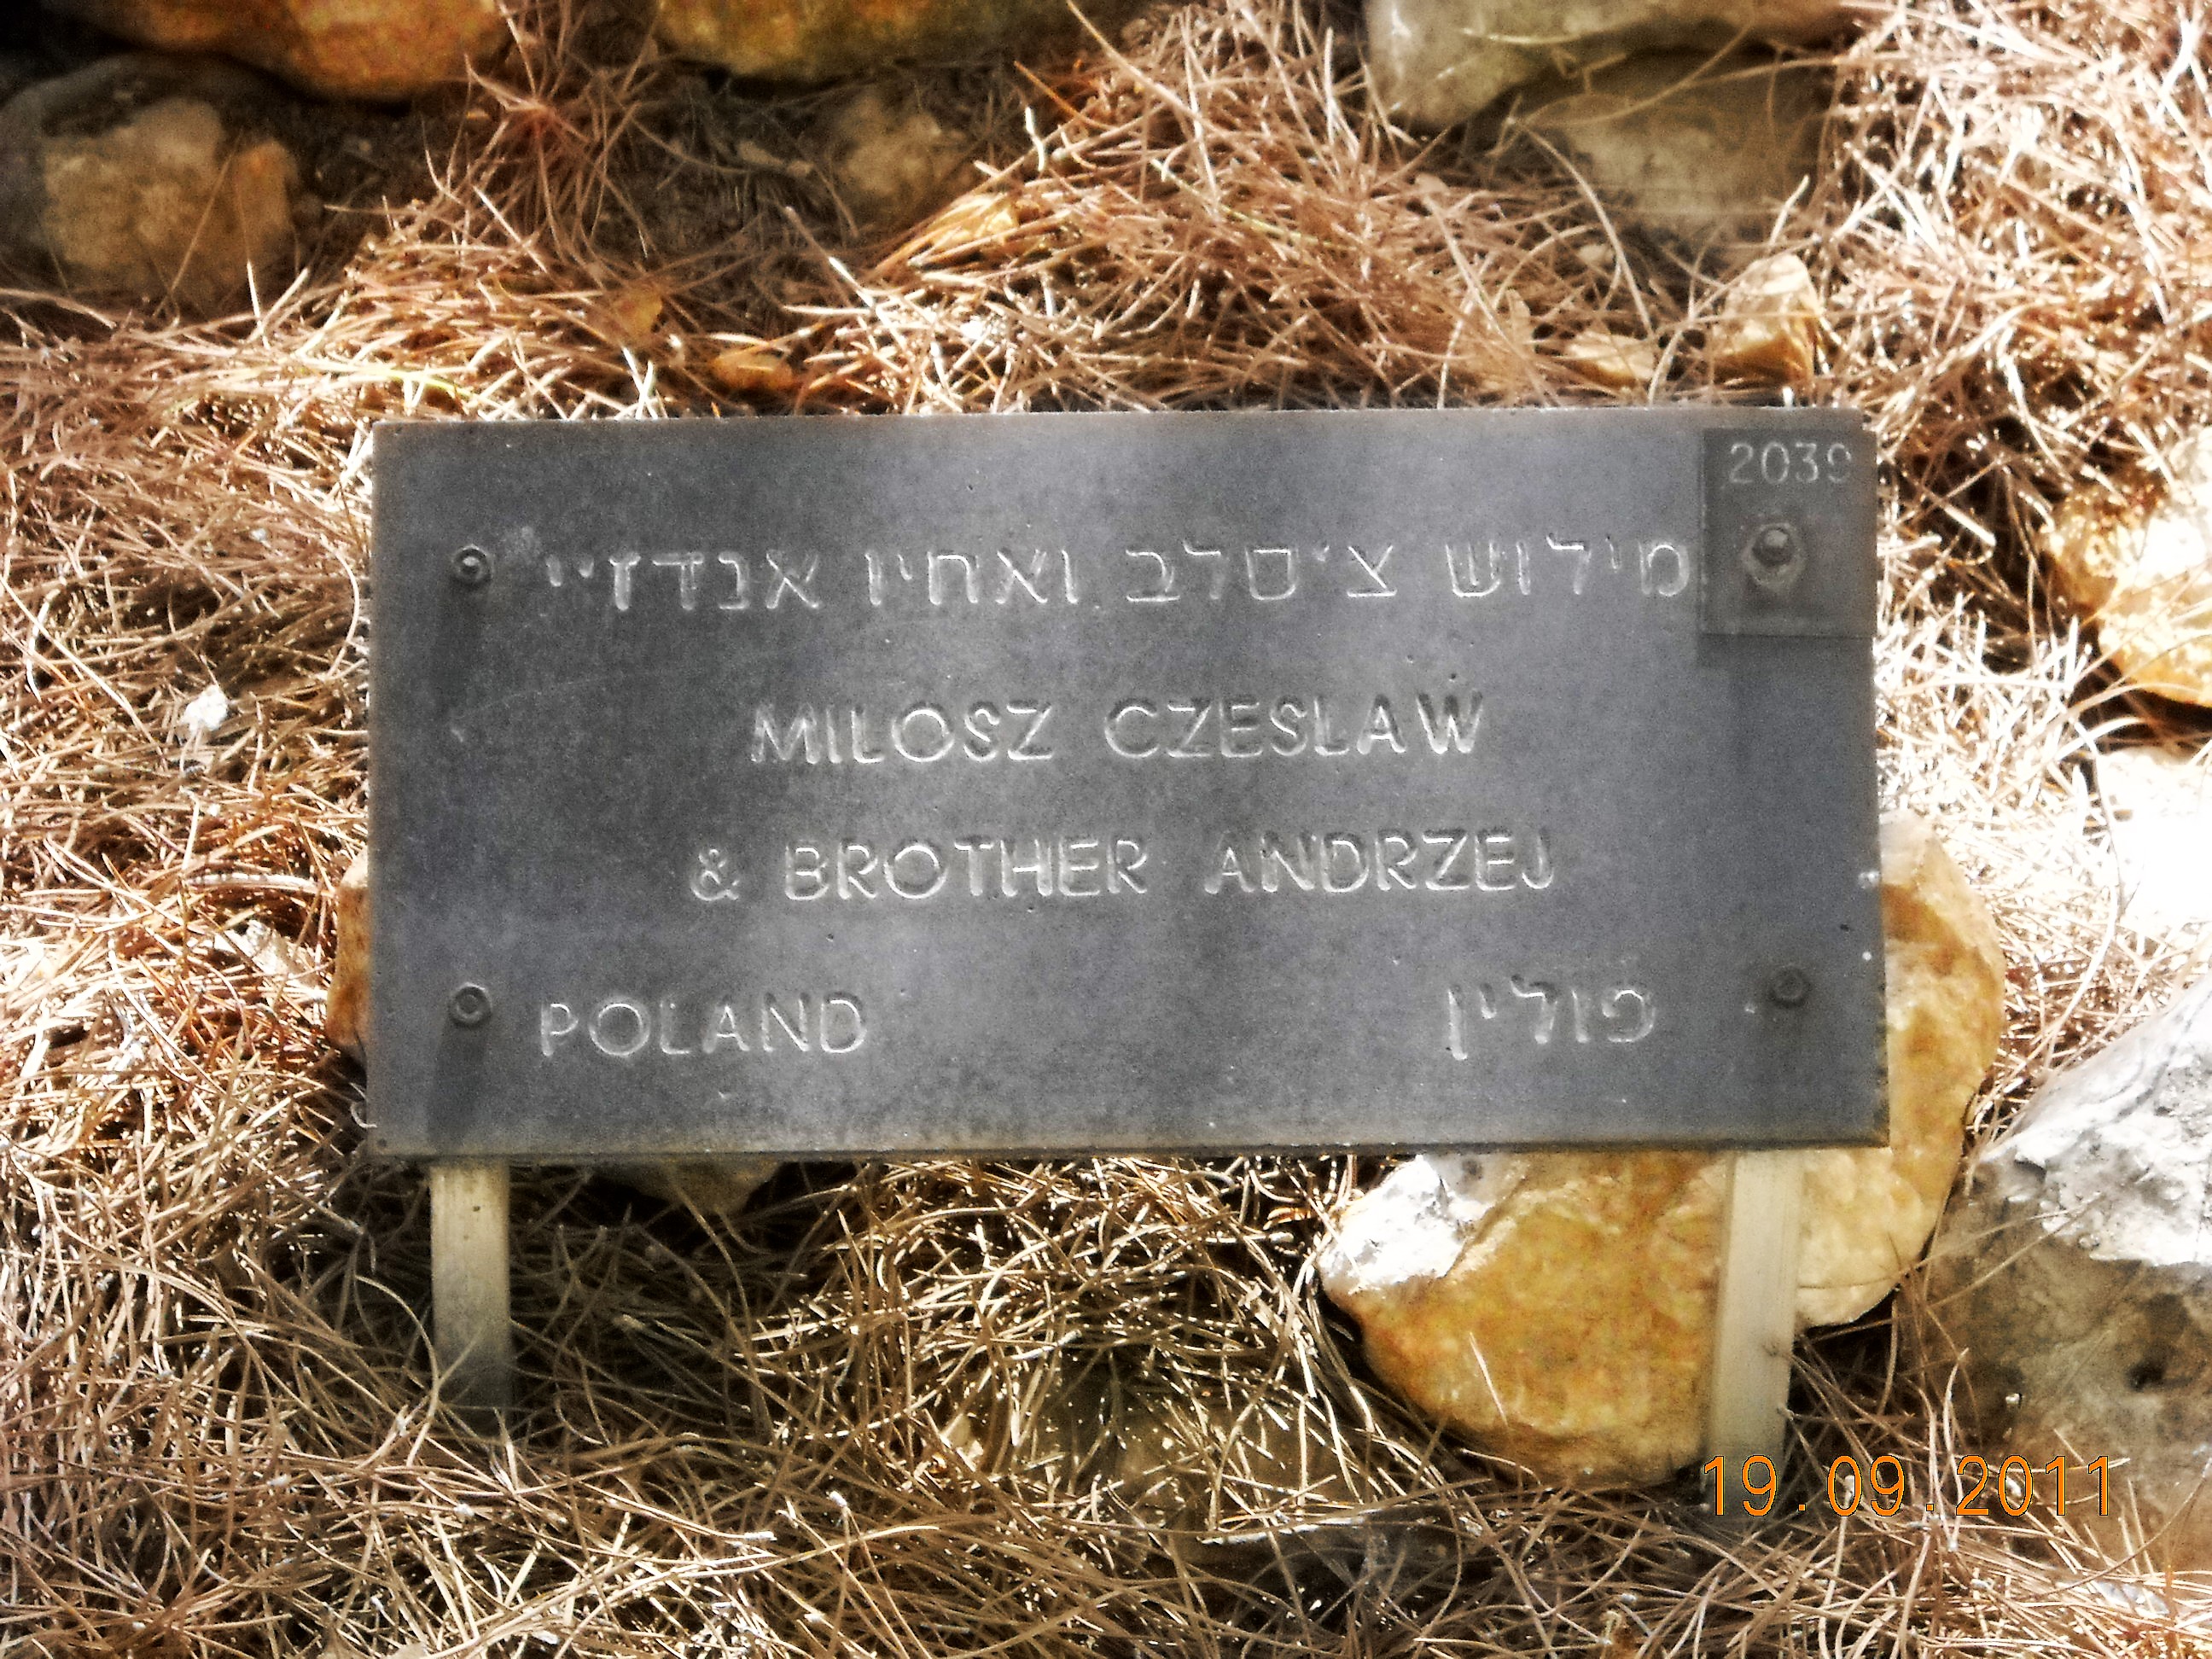 2039
מילוש צ'סלב ואחיו אנדז'יי
MILOSZ CZESLAW
& BROTHER ANDRZEJ
POLAND פולין
19.09.2011